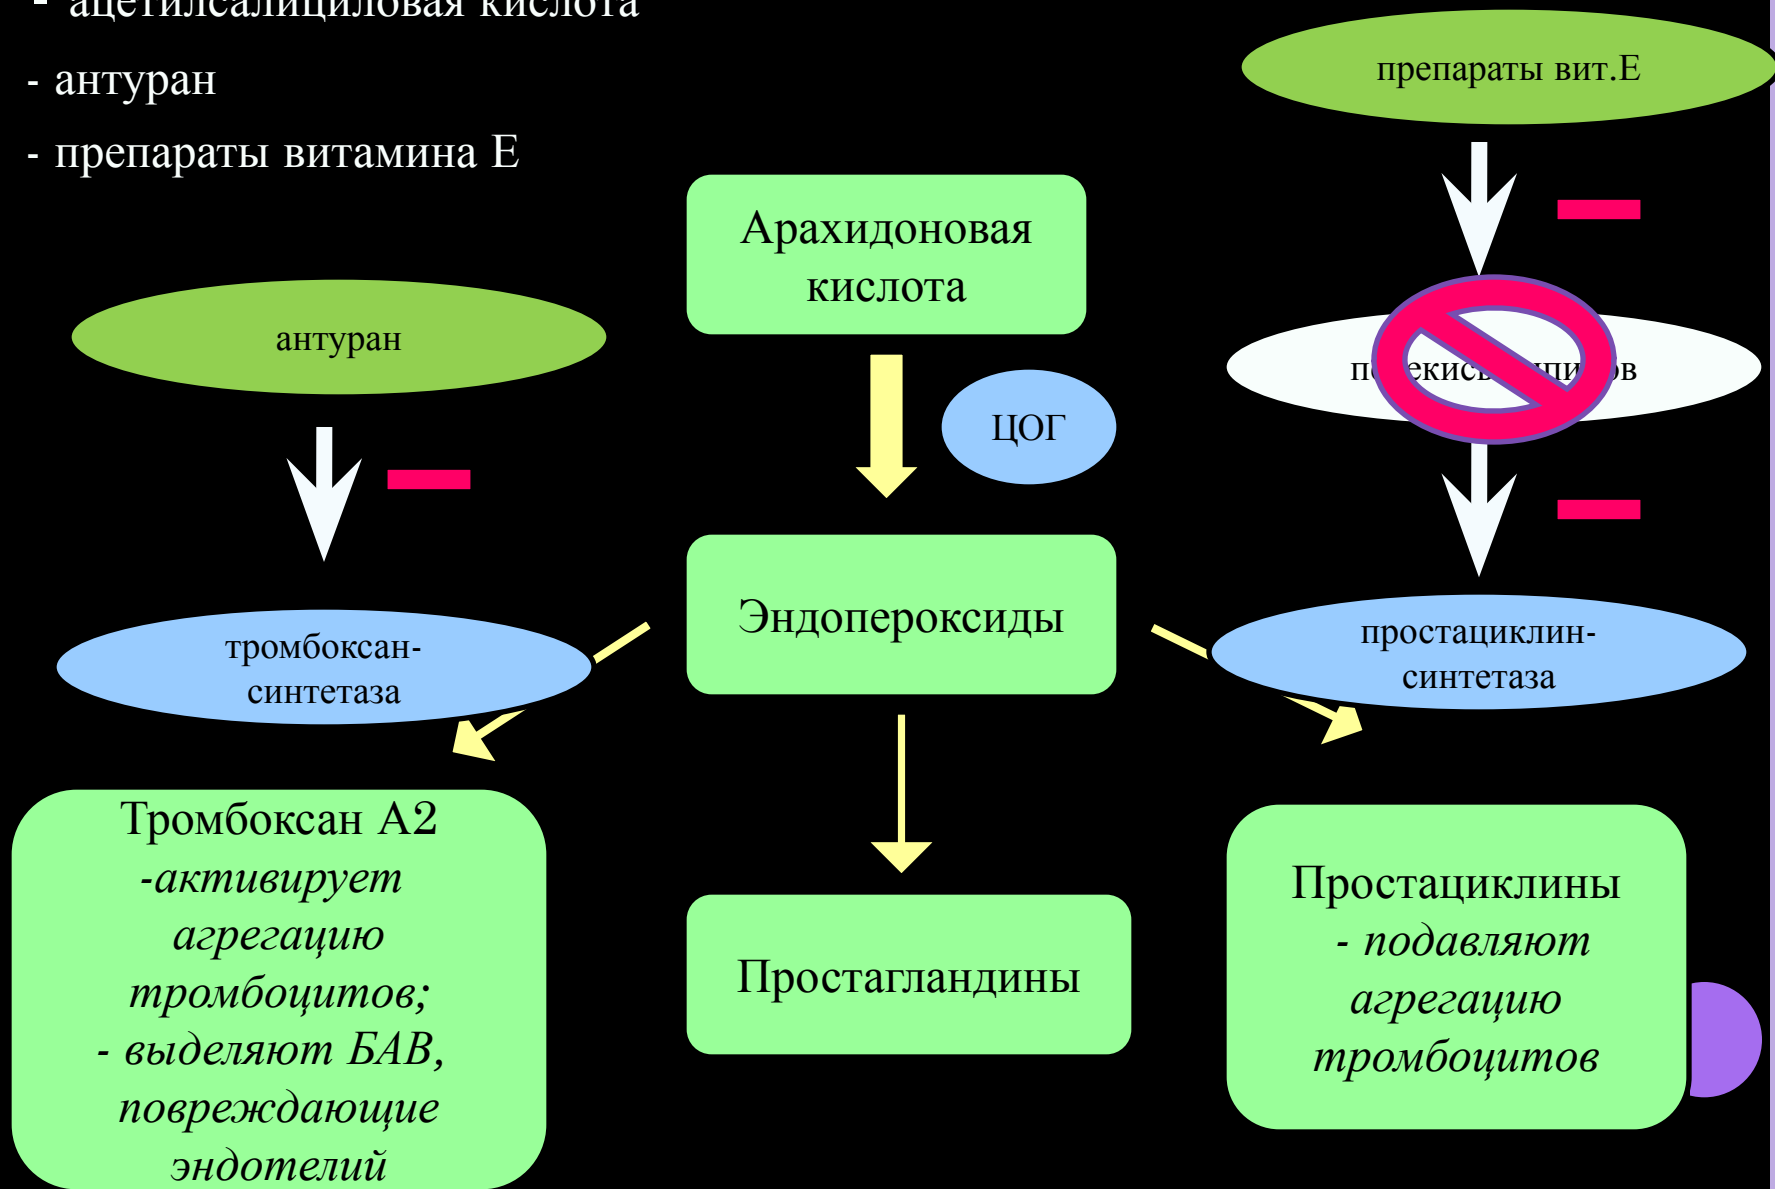 - ацетилсалициловая кислота
- антуран
- препараты витамина Е
препараты вит.Е
Арахидоновая
кислота
антуран
ЦОГ
Эндопероксиды
тромбоксан-
синтетаза
простациклин-
синтетаза
Тромбоксан А2
-активирует
агрегацию
тромбоцитов;
- выделяют БАВ,
повреждающие
эндотелий
Простагландины
Простациклины
- подавляют
агрегацию
тромбоцитов